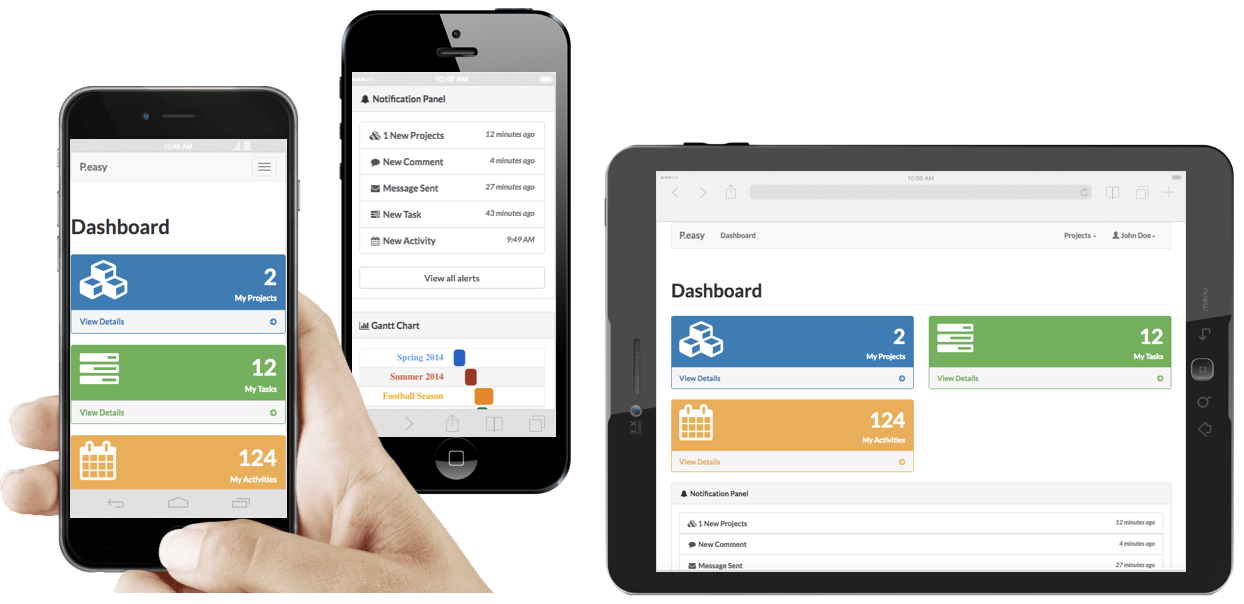 10:48 AM
P.easy
Dashboard
2
My Projects
View Details
12
My Tasks
View Details
124
My Activities
10:48 AM
Notification Panel
1 New Projects 12 minutes ago
New Comment 4 minutes ago
Message Sent 27 minutes ago
New Task 43 minutes ago
New Activity 9:49 AM
View all alerts
Gantt Chart
Spring 2014
Summer 2014
Football Season
10:50 AM
P.easy Dashboard Projects John Doe
Dashboard
2
My Projects
View Details
12
My Tasks
View Details
124
My Activities
View Details
Notification Panel
1 New Projects 12 minutes ago
New Comment 4 minutes ago
Message Sent 27 minutes ago
menu
3.X